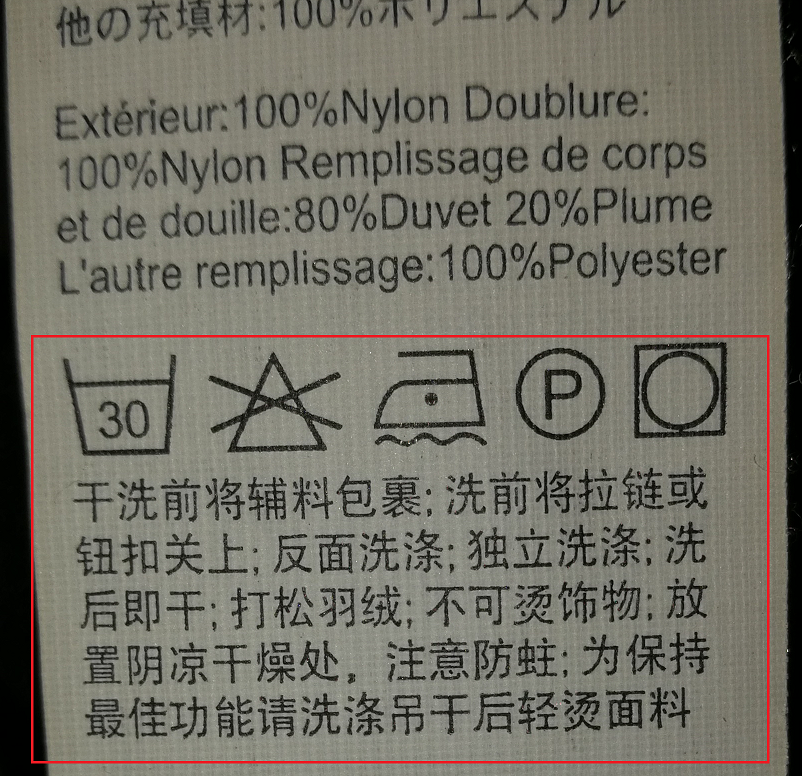 他の充填材:100%ポリエステル
Extérieur:100%Nylon Doublure:
100%Nylon Remplissage de corps
et de douille:80%Duvet 20%Plume
L'autre remplissage:100%Polyester
30 P
干洗前将辅料包裹; 洗前将拉链或
钮扣关上; 反面洗涤; 独立洗涤; 洗
后即干; 打松羽绒; 不可烫饰物; 放
置阴凉干燥处。注意防蛀; 为保持
最佳功能请洗涤吊干后轻烫面料